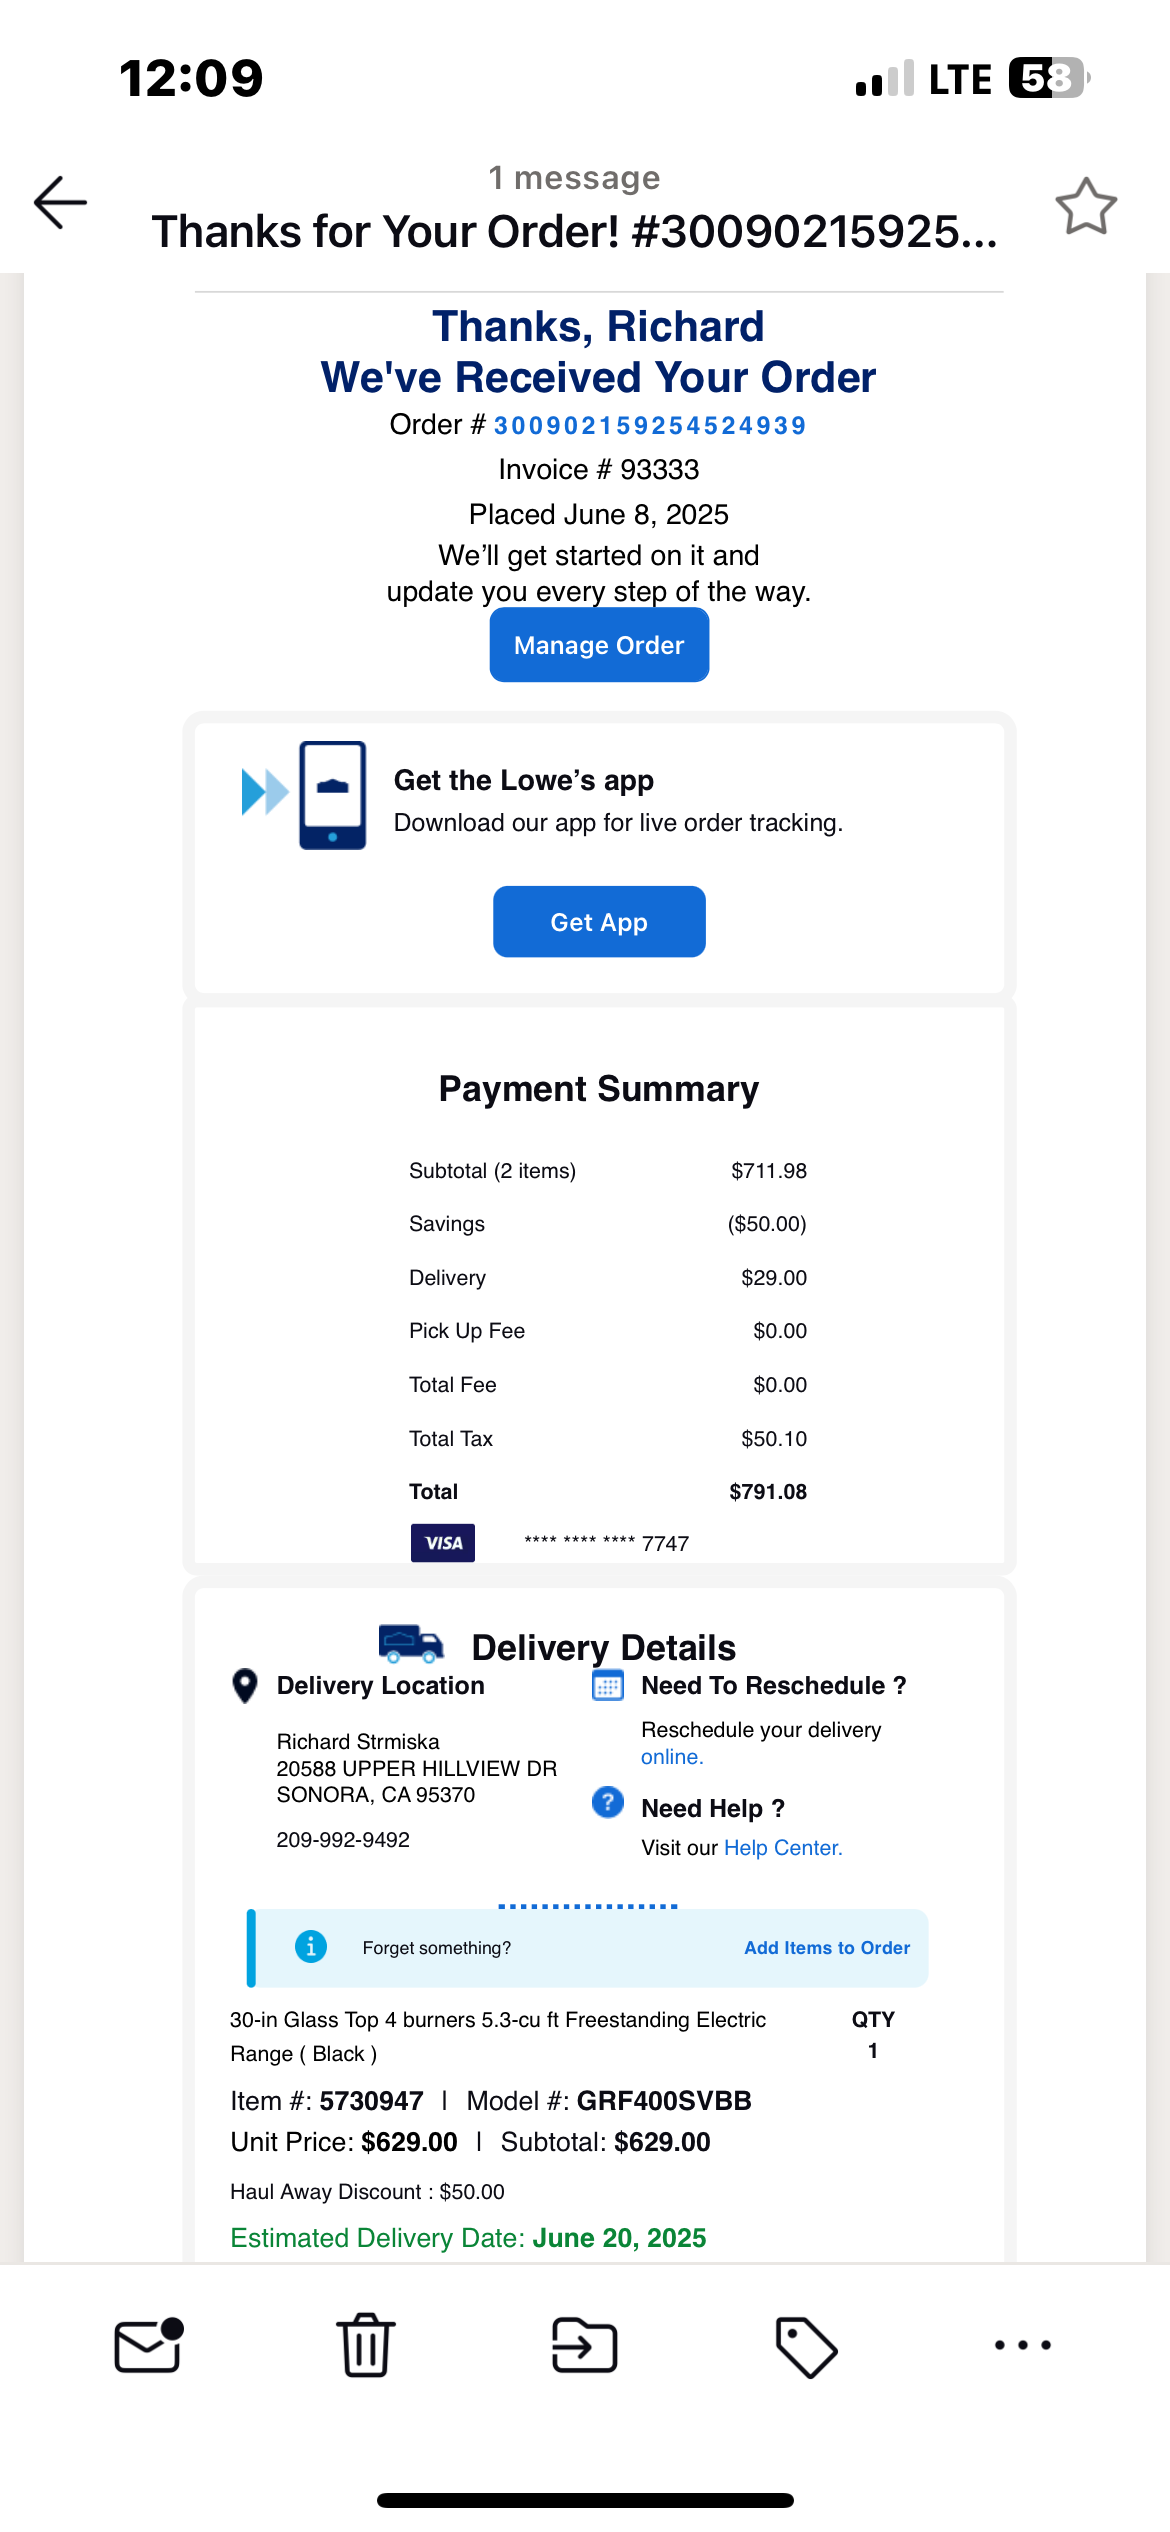 12:09
LTE 58
1 message
Thanks for Your Order! #30090215925...
Thanks, Richard
We've Received Your Order
Order # 300902159254524939
Invoice # 93333
Placed June 8, 2025
We’ll get started on it and
update you every step of the way.
Manage Order
Get the Lowe’s app
Download our app for live order tracking.
Get App
Payment Summary
Subtotal (2 items) $711.98
Savings ($50.00)
Delivery $29.00
Pick Up Fee $0.00
Total Fee $0.00
Total Tax $50.10
Total $791.08
VISA **** **** **** 7747
Delivery Details
Delivery Location
Richard Strmiska
20588 UPPER HILLVIEW DR
SONORA, CA 95370
209-992-9492
Need To Reschedule ?
Reschedule your delivery
online.
Need Help ?
Visit our Help Center.
Forget something? Add Items to Order
30-in Glass Top 4 burners 5.3-cu ft Freestanding Electric
Range ( Black )
QTY
1
Item #: 5730947 | Model #: GRF400SVBB
Unit Price: $629.00 | Subtotal: $629.00
Haul Away Discount : $50.00
Estimated Delivery Date: June 20, 2025